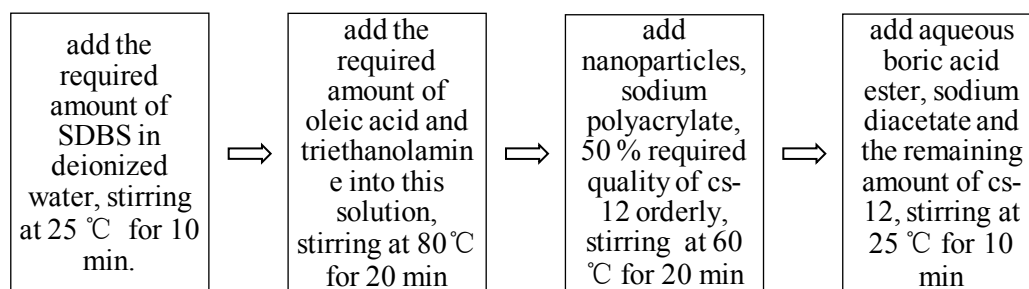 add the
required
amount of
SDBS in
deionized
water, stirring
at 25 ℃ for 10
min.
add the
required
amount of
oleic acid and
triethanolamin
e into this
solution,
stirring at 80℃
for 20 min
add
nanoparticles,
sodium
polyacrylate,
50 % required
quality of cs-
12 orderly,
stirring at 60
℃ for 20 min
add aqueous
boric acid
ester, sodium
diacetate and
the remaining
amount of cs-
12, stirring at
25 ℃ for 10
min